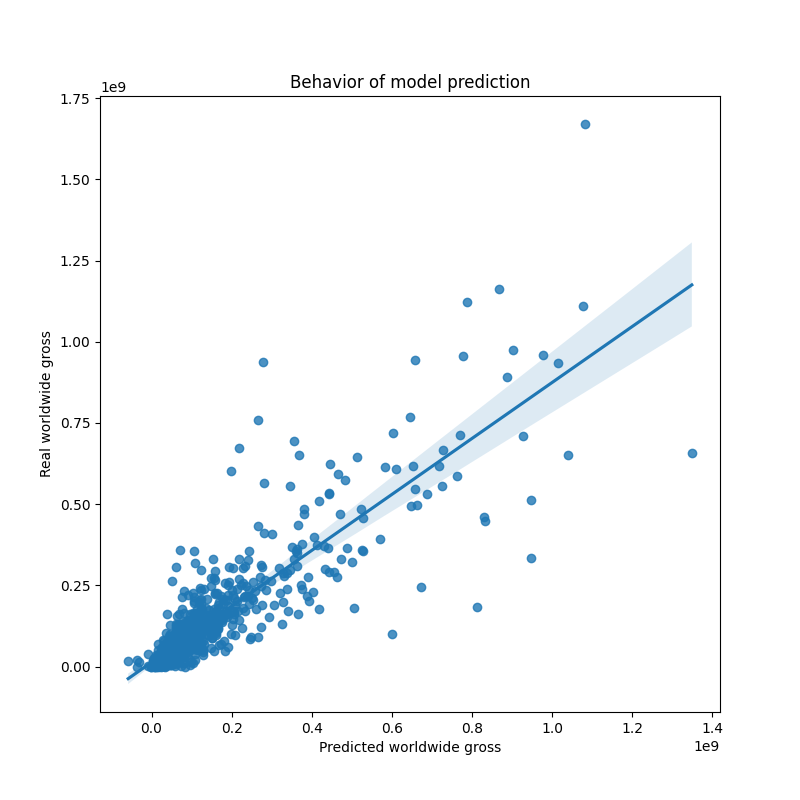 Behavior of model prediction
1e9
1.75
1.50
1.25
1.00
0.75
0.50
0.25
0.00
Real worldwide gross
0.0 0.2 0.4 0.6 0.8 1.0 1.2 1.4
Predicted worldwide gross
1e9